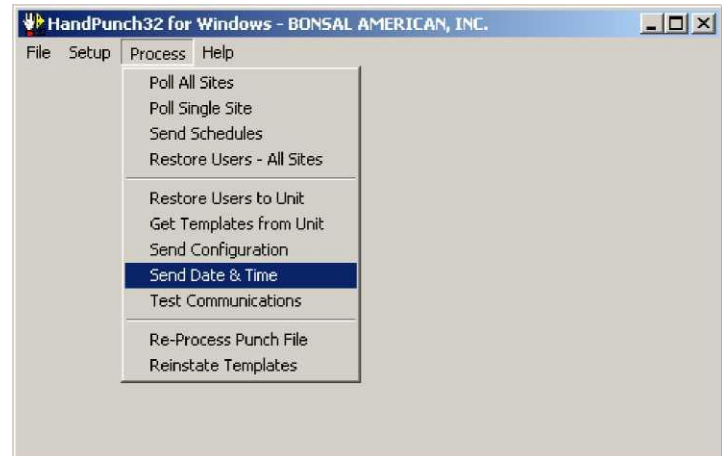 HandPunch32 for Windows - BONSAL AMERICAN, INC.
File Setup Process Help
Poll All Sites
Poll Single Site
Send Schedules
Restore Users - All Sites
Restore Users to Unit
Get Templates from Unit
Send Configuration
Send Date & Time
Test Communications
Re-Process Punch File
Reinstate Templates